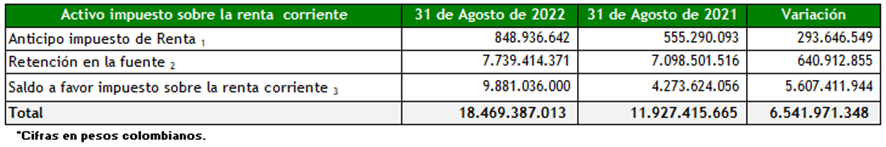 Activo impuesto sobre la renta corriente 31 de Agosto de 2022 31 de Agosto de 2021 Variación
Anticipo impuesto de Renta 1 848.936.642 555.290.093 293.646.549
Retención en la fuente 2 7.739.414.371 7.098.501.516 640.912.855
Saldo a favor impuesto sobre la renta corriente 3 9.881.036.000 4.273.624.056 5.607.411.944
Total 18.469.387.013 11.927.415.665 6.541.971.348
*Cifras en pesos colombianos.